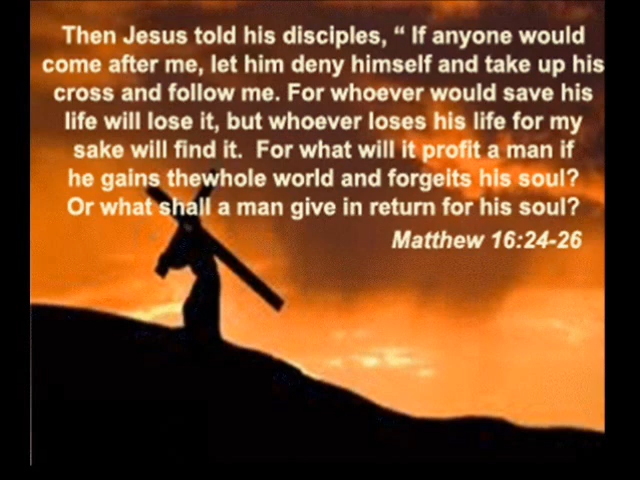 Then Jesus told his disciples, “ If anyone would
come after me, let him deny himself and take up his
cross and follow me. For whoever would save his
life will lose it, but whoever loses his life for my
sake will find it. For what will it profit a man if
he gains thewhole world and forgeits his soul?
Or what shall a man give in return for his soul?
Matthew 16:24-26